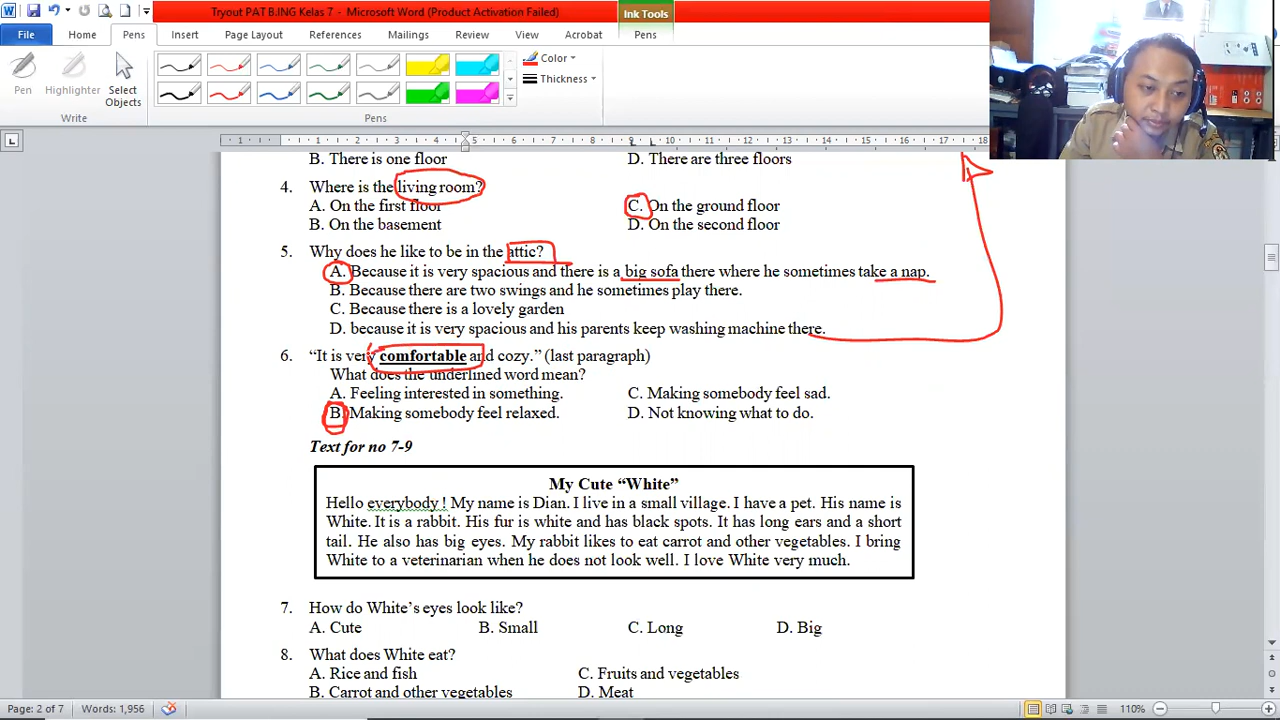 Tryout PAT B.ING Kelas 7 - Microsoft Word (Product Activation Failed)
Ink Tools
File Home Pens Insert Page Layout References Mailings Review View Acrobat Pens
Pen Highlighter Select Objects
Color
Thickness
Write
Pens
B. There is one floor D. There are three floors
4. Where is the living room?
A. On the first floor C. On the ground floor
B. On the basement D. On the second floor
5. Why does he like to be in the attic?
A. Because it is very spacious and there is a big sofa there where he sometimes take a nap.
B. Because there are two swings and he sometimes play there.
C. Because there is a lovely garden
D. because it is very spacious and his parents keep washing machine there.
6. “It is very comfortable and cozy.” (last paragraph)
What does the underlined word mean?
A. Feeling interested in something. C. Making somebody feel sad.
B. Making somebody feel relaxed. D. Not knowing what to do.
Text for no 7-9
My Cute “White”
Hello everybody ! My name is Dian. I live in a small village. I have a pet. His name is
White. It is a rabbit. His fur is white and has black spots. It has long ears and a short
tail. He also has big eyes. My rabbit likes to eat carrot and other vegetables. I bring
White to a veterinarian when he does not look well. I love White very much.
7. How do White’s eyes look like?
A. Cute B. Small C. Long D. Big
8. What does White eat?
A. Rice and fish C. Fruits and vegetables
B. Carrot and other vegetables D. Meat
Page: 2 of 7 Words: 1,956 110%